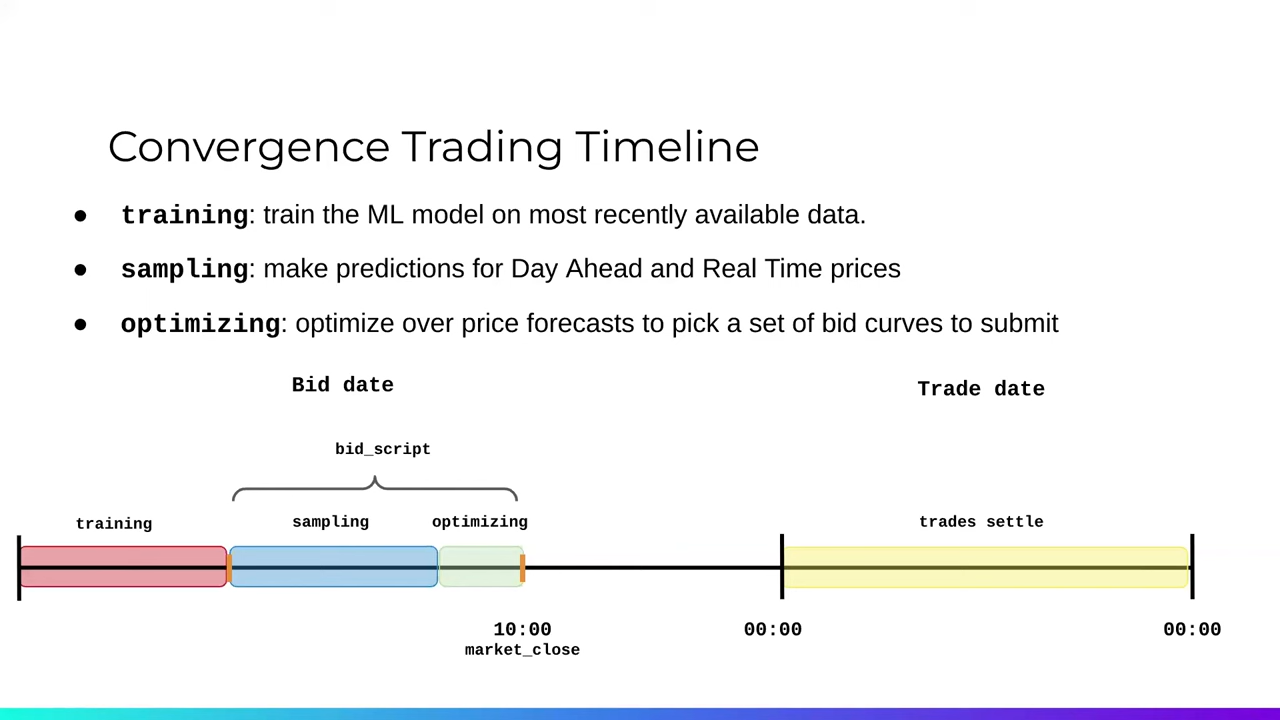 Convergence Trading Timeline
● training: train the ML model on most recently available data.
● sampling: make predictions for Day Ahead and Real Time prices
● optimizing: optimize over price forecasts to pick a set of bid curves to submit
Bid date
Trade date
bid_script
training
sampling
optimizing
trades settle
10:00
market_close
00:00
00:00